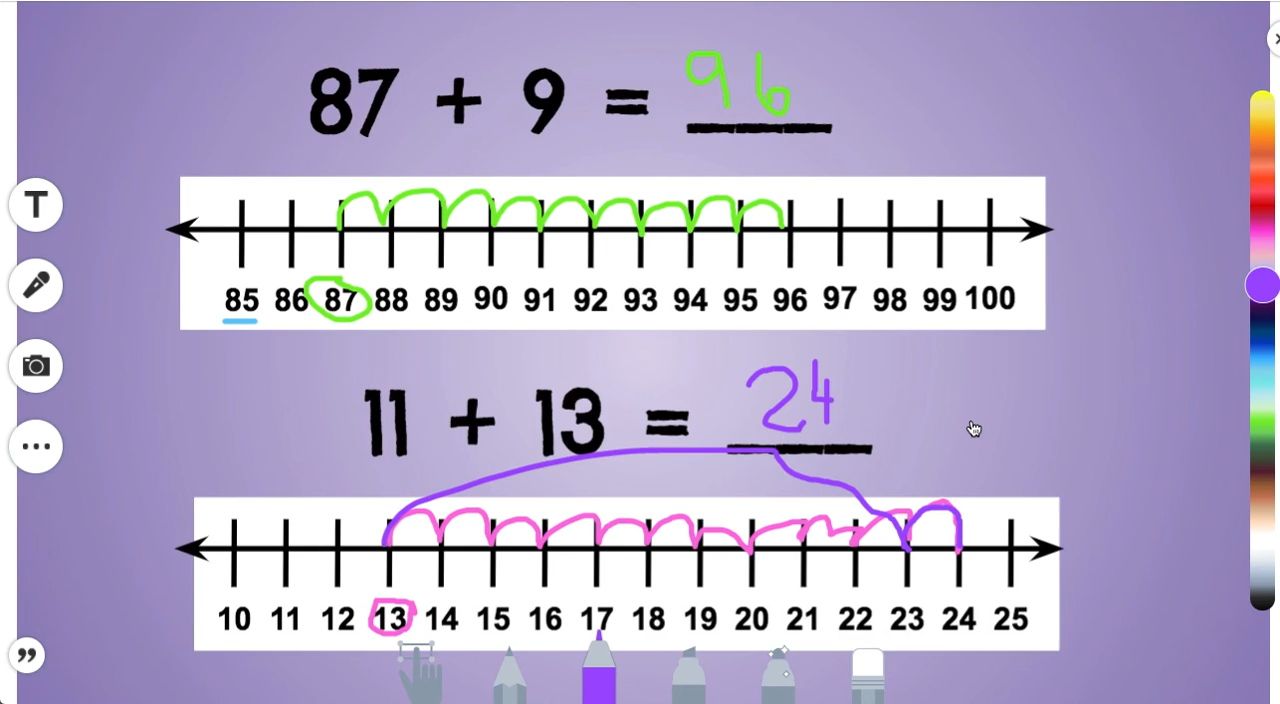 87 + 9 = 96
85 86 87 88 89 90 91 92 93 94 95 96 97 98 99 100
11 + 13 = 24
10 11 12 13 14 15 16 17 18 19 20 21 22 23 24 25
T